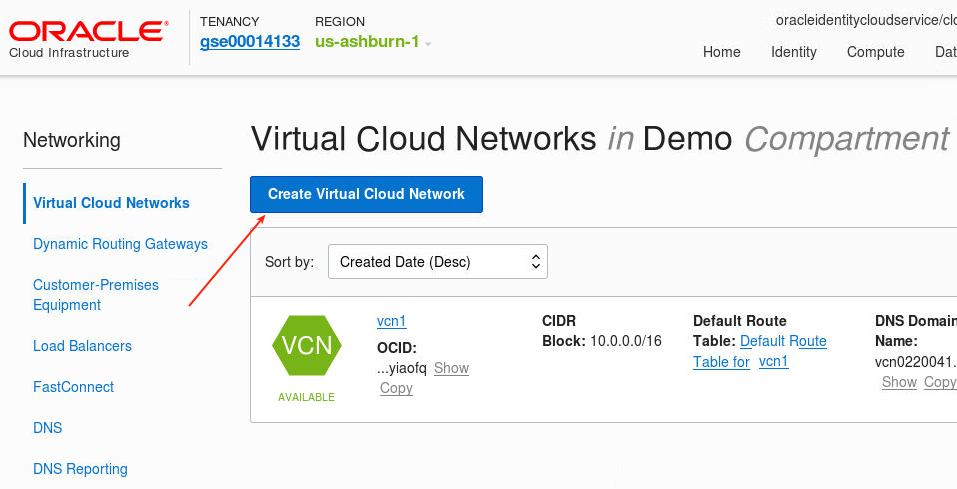 ORACLE®
Cloud Infrastructure
TENANCY
gse00014133
REGION
us-ashburn-1
oracleidentitycloudservice/clo
Home Identity Compute Dat
Networking
Virtual Cloud Networks
Dynamic Routing Gateways
Customer-Premises
Equipment
Load Balancers
FastConnect
DNS
DNS Reporting
Virtual Cloud Networks in Demo Compartment
Create Virtual Cloud Network
Sort by: Created Date (Desc)
VCN
AVAILABLE
vcn1
OCID:
...yiaofq Show
Copy
CIDR
Block: 10.0.0.0/16
Default Route
Table: Default Route
Table for vcn1
DNS Domain
Name:
vcn0220041.
Show Copy